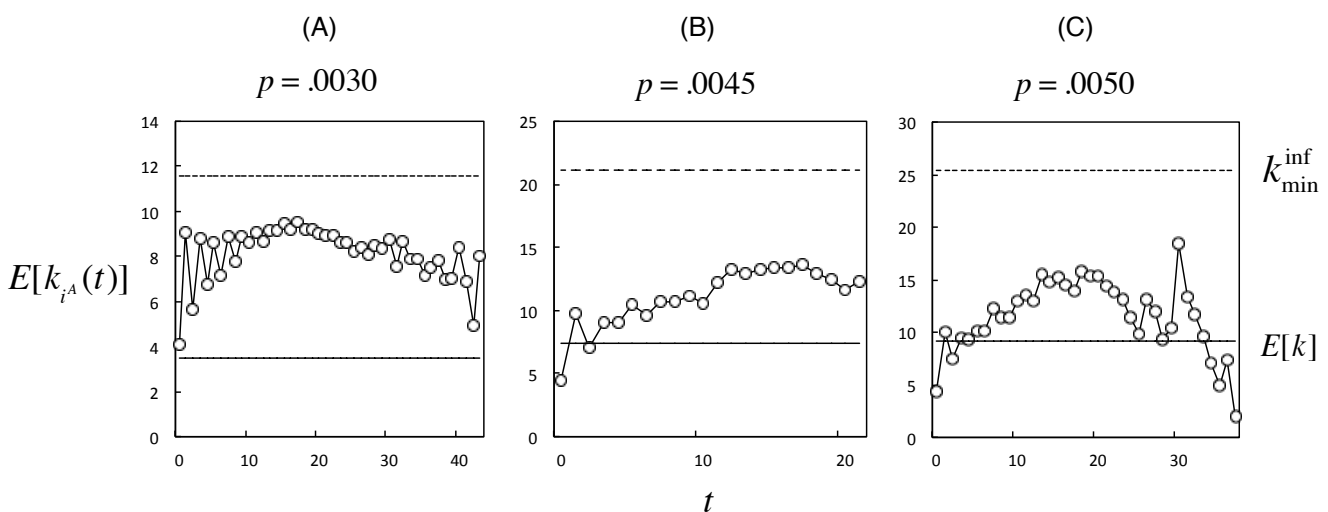 (A) (B) (C)
p = .0030 p = .0045 p = .0050
14 25 30
12 20 25
10 15 20
8 10 15
6 5 10
4 0 5
2 0
0
0 10 20 30 40
0 10 20
0 10 20 30
E[k_{i^A}(t)]
k_{min}^{inf}
E[k]
t